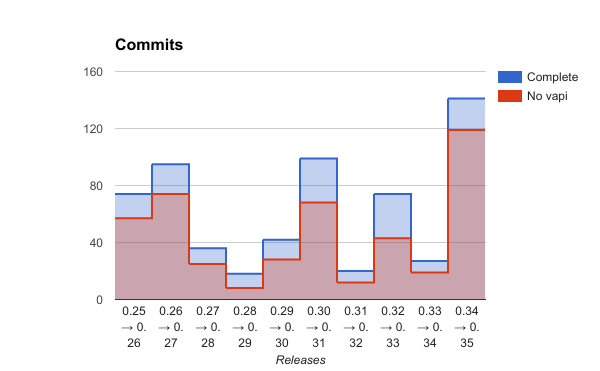 Commits
160
120
80
40
0
Complete
No vapi
0.25 0.26 0.27 0.28 0.29 0.30 0.31 0.32 0.33 0.34
→ 0. → 0. → 0. → 0. → 0. → 0. → 0. → 0. → 0. → 0.
26 27 28 29 30 31 32 33 34 35
Releases